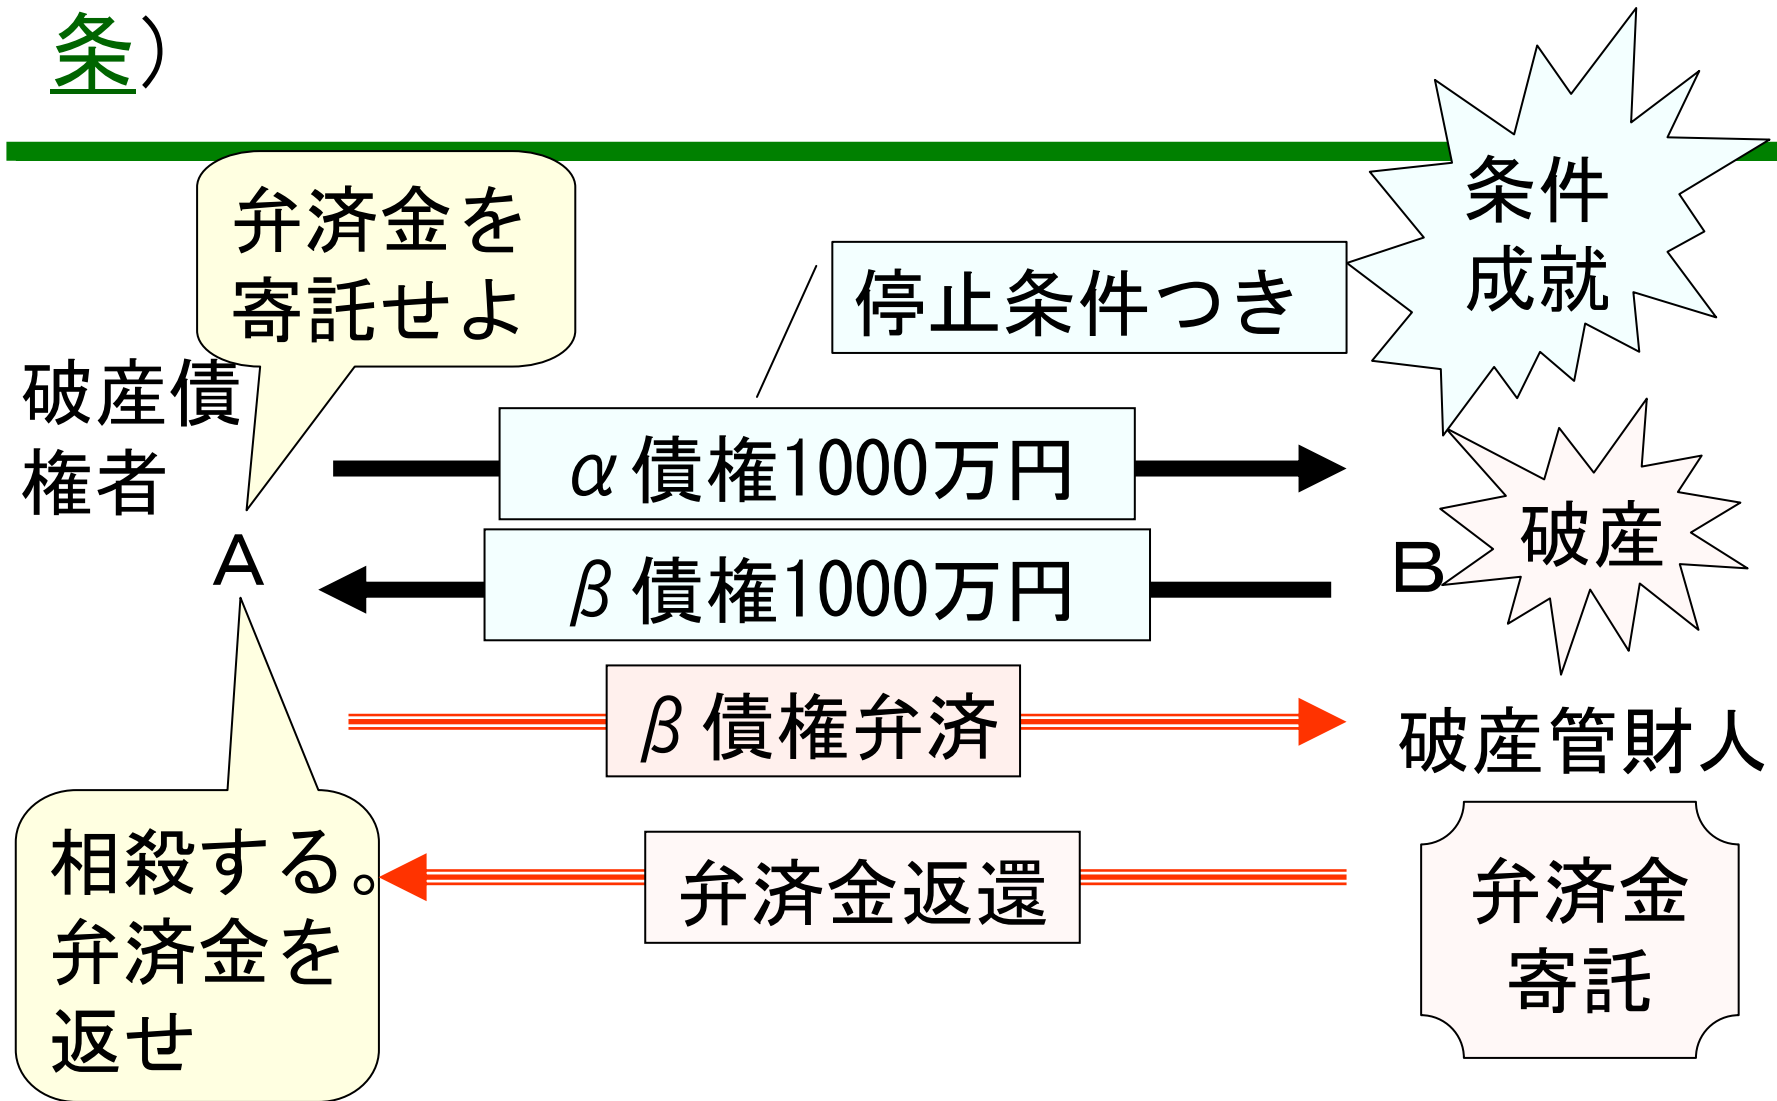 条）
弁済金を
寄託せよ
条件
成就
停止条件つき
破産債
権者
α債権1000万円
破産
A
β債権1000万円
B
β債権弁済
破産管財人
相殺する。
弁済金を
返せ
弁済金返還
弁済金
寄託